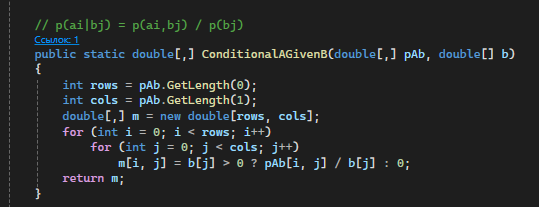 // p(ai|bj) = p(ai,bj) / p(bj)
Ссылок: 1
public static double[,] ConditionalAGivenB(double[,] pAb, double[] b)
{
    int rows = pAb.GetLength(0);
    int cols = pAb.GetLength(1);
    double[,] m = new double[rows, cols];
    for (int i = 0; i < rows; i++)
        for (int j = 0; j < cols; j++)
            m[i, j] = b[j] > 0 ? pAb[i, j] / b[j] : 0;
    return m;
}